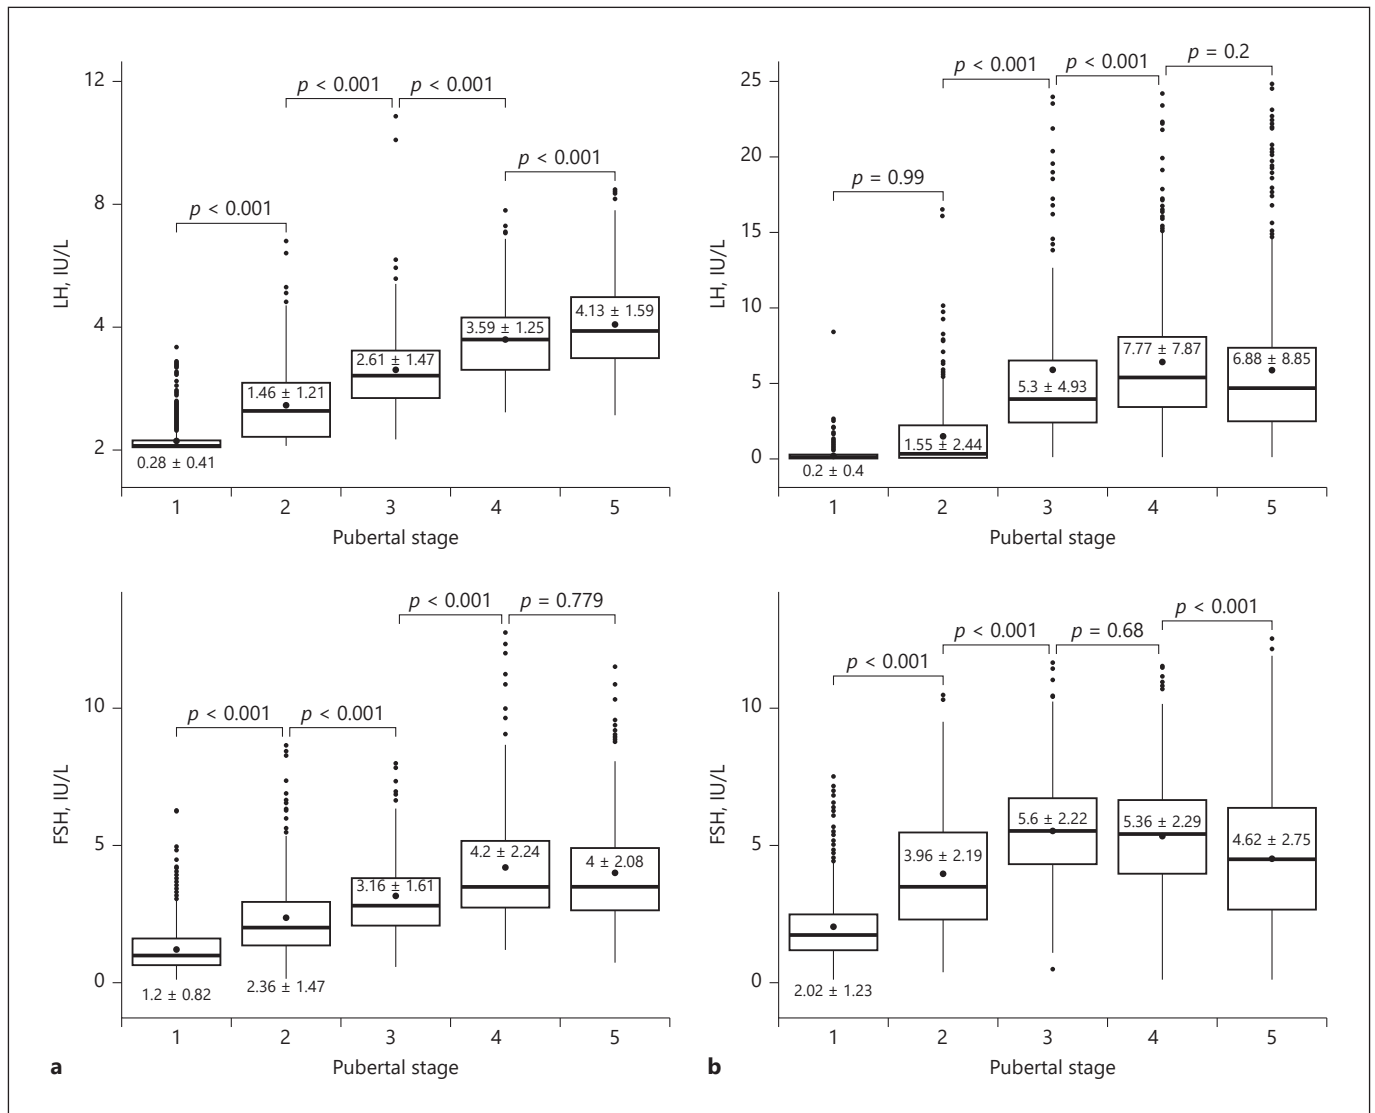 p < 0.001
p < 0.001
p < 0.001
p < 0.001
12
8
4
2
LH, IU/L
0.28 ± 0.41
1.46 ± 1.21
2.61 ± 1.47
3.59 ± 1.25
4.13 ± 1.59
1 2 3 4 5
Pubertal stage
p = 0.99
p < 0.001
p < 0.001
p = 0.2
25
20
15
10
5
0
LH, IU/L
0.2 ± 0.4
1.55 ± 2.44
5.3 ± 4.93
7.77 ± 7.87
6.88 ± 8.85
1 2 3 4 5
Pubertal stage
p < 0.001
p < 0.001
p < 0.001
p = 0.779
10
5
0
FSH, IU/L
1.2 ± 0.82
2.36 ± 1.47
3.16 ± 1.61
4.2 ± 2.24
4 ± 2.08
1 2 3 4 5
Pubertal stage
a
p < 0.001
p < 0.001
p = 0.68
p < 0.001
10
5
0
FSH, IU/L
2.02 ± 1.23
3.96 ± 2.19
5.6 ± 2.22
5.36 ± 2.29
4.62 ± 2.75
1 2 3 4 5
Pubertal stage
b